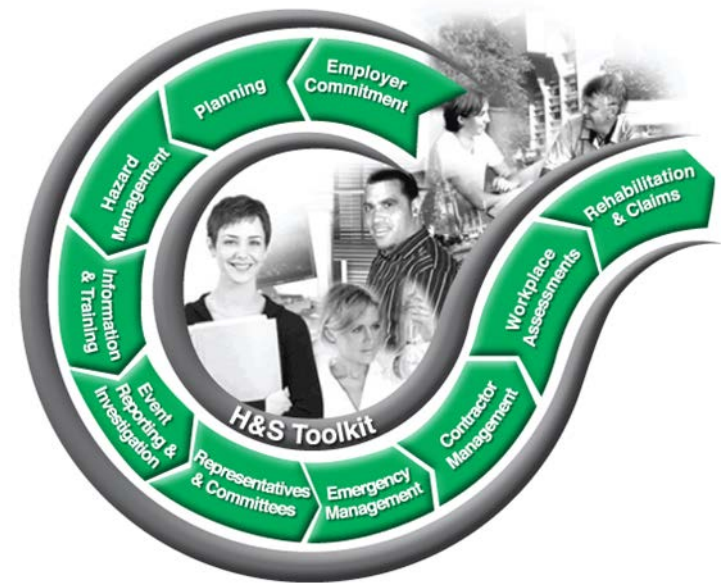 Employer
Commitment
Planning
Hazard
Management
Information
& Training
Event
Reporting &
Investigation
Representatives
& Committees
Emergency
Management
Contractor
Management
Workplace
Assessments
Rehabilitation
& Claims
H&S Toolkit